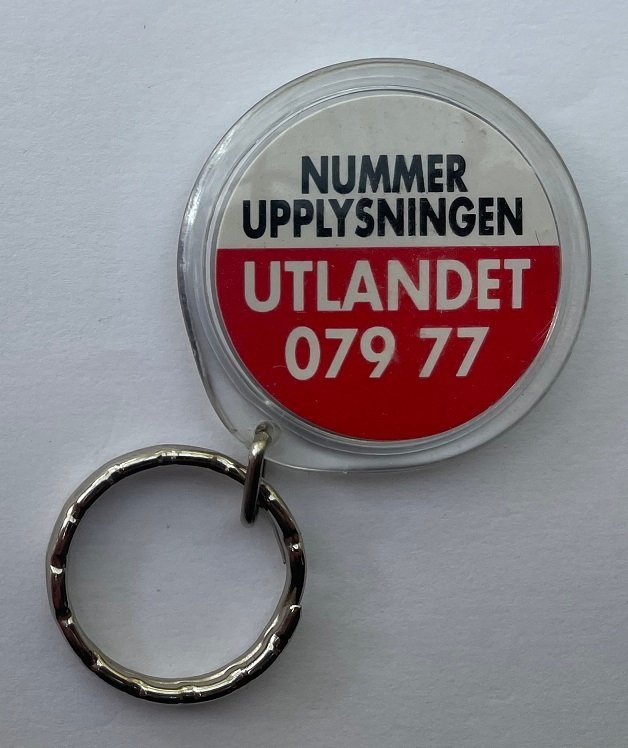 NUMMER
UPPLYSNINGEN
UTLANDET
079 77